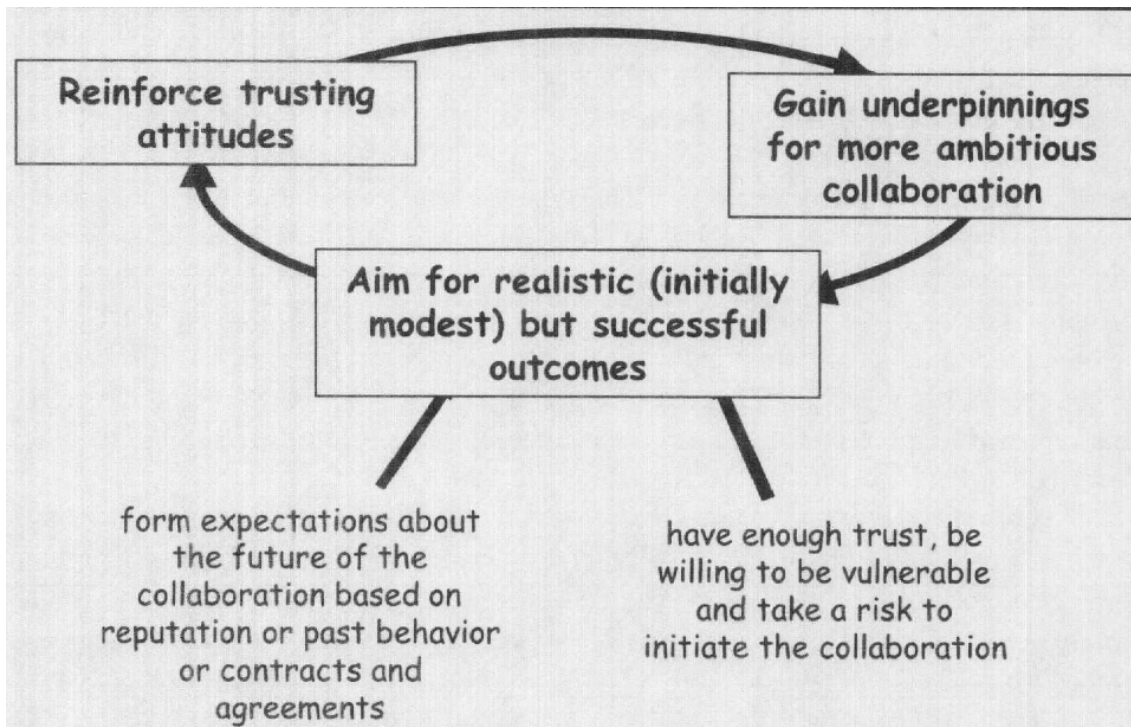 Reinforce trusting
attitudes
Gain underpinnings
for more ambitious
collaboration
Aim for realistic (initially
modest) but successful
outcomes
form expectations about
the future of the
collaboration based on
reputation or past behavior
or contracts and
agreements
have enough trust, be
willing to be vulnerable
and take a risk to
initiate the collaboration